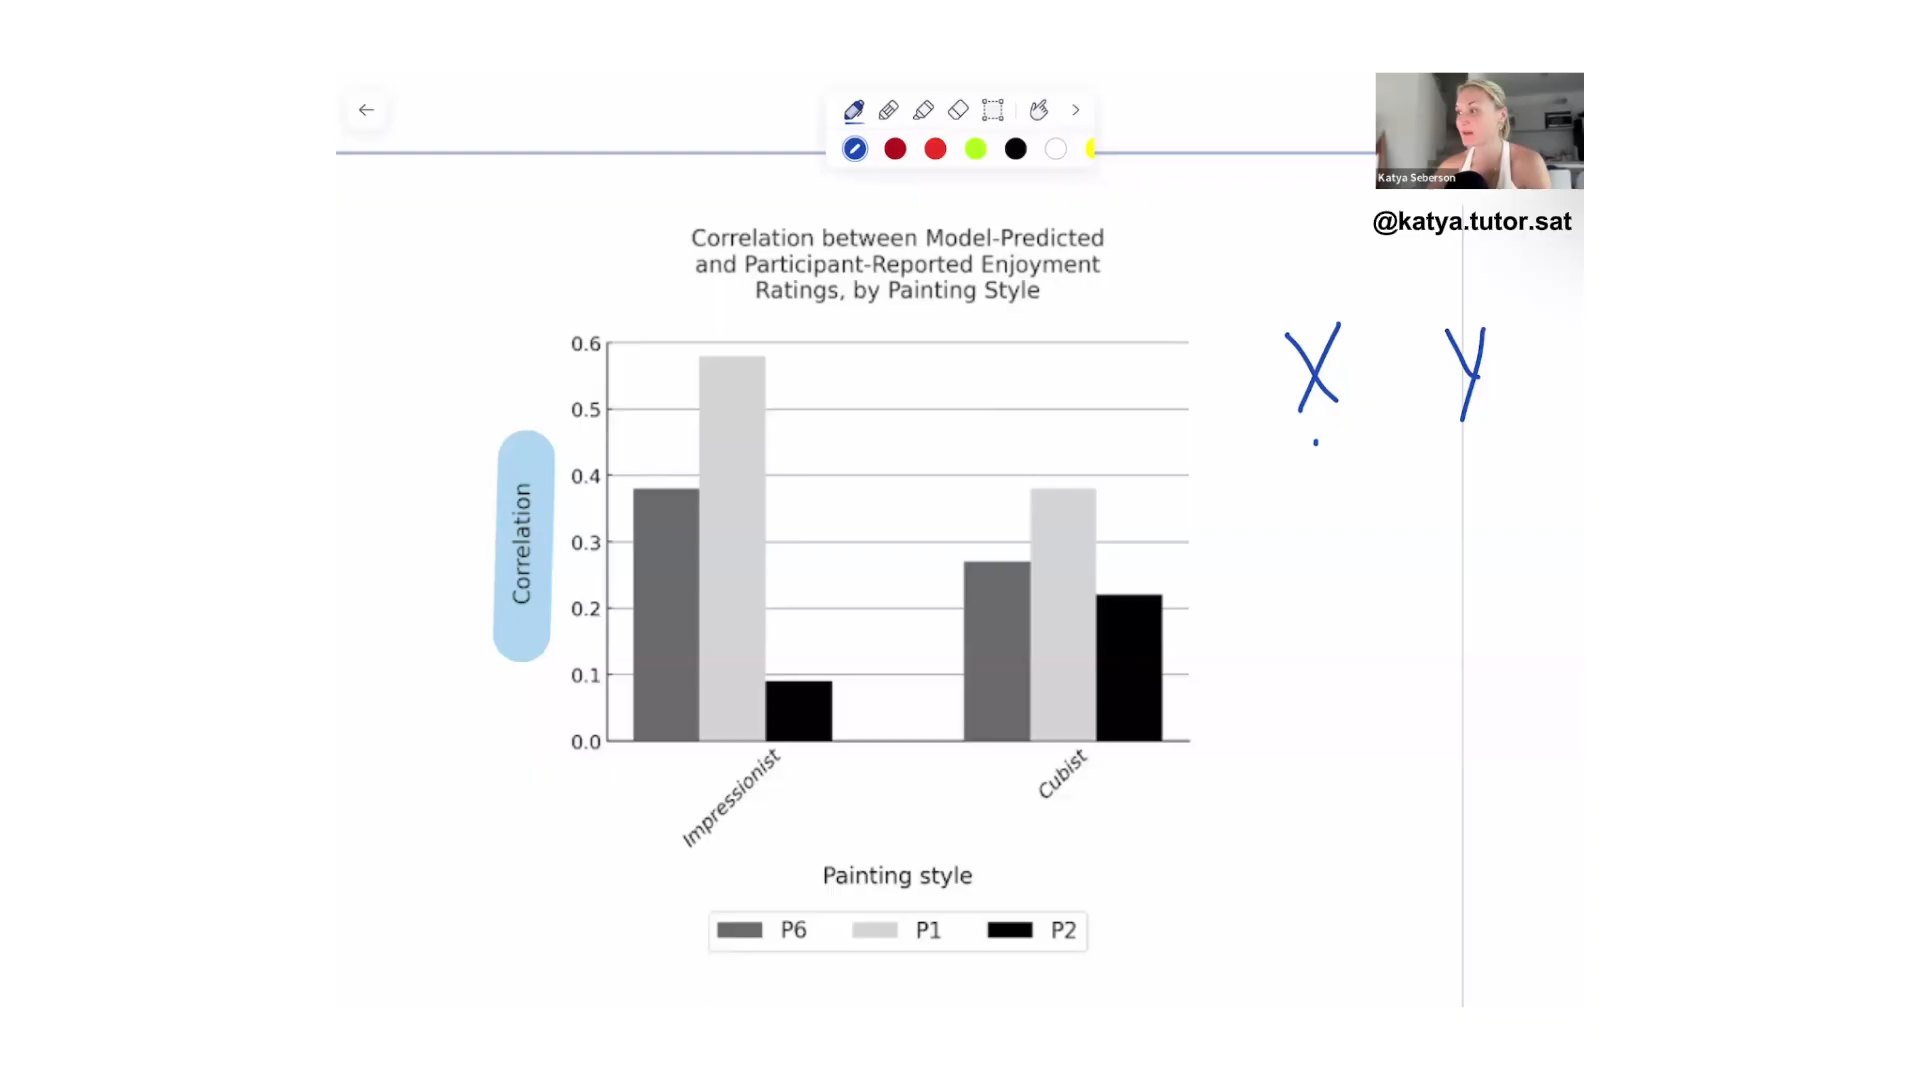 Katya Seberson
@katya.tutor.sat
Correlation between Model-Predicted
and Participant-Reported Enjoyment
Ratings, by Painting Style
X Y
0.6
0.5
0.4
0.3
0.2
0.1
0.0
Correlation
Impressionist
Cubist
Painting style
P6 P1 P2